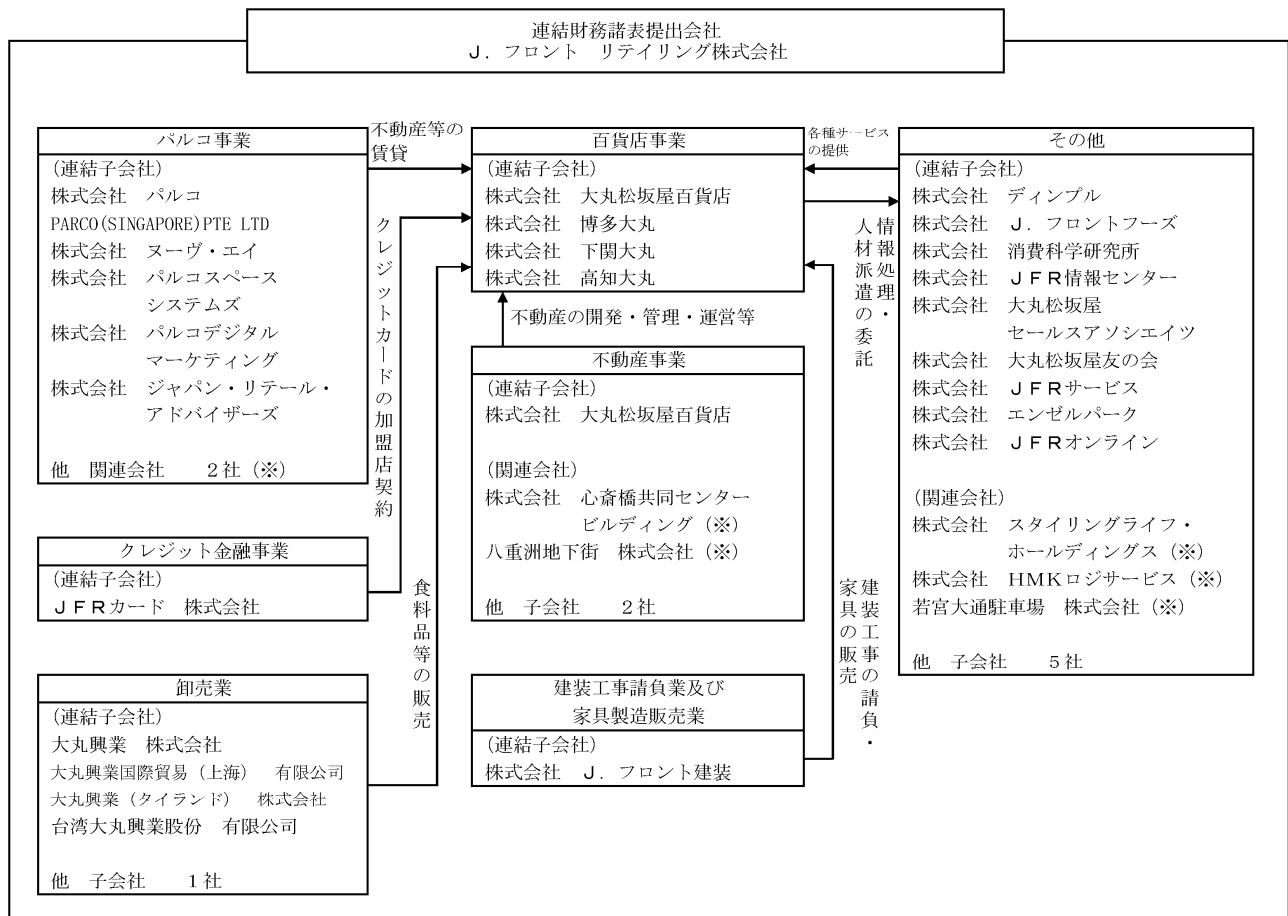 連結財務諸表提出会社
J．フロント　リテイリング株式会社
パルコ事業
(連結子会社)
株式会社　パルコ
PARCO(SINGAPORE)PTE LTD
株式会社　ヌーヴ・エイ
株式会社　パルコスペース
システムズ
株式会社　パルコデジタル
マーケティング
株式会社　ジャパン・リテール・
アドバイザーズ
他　関連会社　　２社（※）
クレジット金融事業
(連結子会社)
ＪＦＲカード　株式会社
卸売業
(連結子会社)
大丸興業　株式会社
大丸興業国際貿易（上海）　有限公司
大丸興業（タイランド）　株式会社
台湾大丸興業股份　有限公司
他　子会社　　１社
不動産等の
賃貸
クレジットカードの加盟店契約
食料品等の販売
百貨店事業
(連結子会社)
株式会社　大丸松坂屋百貨店
株式会社　博多大丸
株式会社　下関大丸
株式会社　高知大丸
不動産の開発・管理・運営等
不動産事業
(連結子会社)
株式会社　大丸松坂屋百貨店
(関連会社)
株式会社　心斎橋共同センター
ビルディング（※）
八重洲地下街　株式会社（※）
他　子会社　　２社
建装工事請負業及び
家具製造販売業
(連結子会社)
株式会社　Ｊ．フロント建装
各種サービス
の提供
情報処理・
人材派遣の委託
建装工事の請負・
家具の販売
その他
(連結子会社)
株式会社　ディンプル
株式会社　Ｊ．フロントフーズ
株式会社　消費科学研究所
株式会社　ＪＦＲ情報センター
株式会社　大丸松坂屋
セールスアソシエイツ
株式会社　大丸松坂屋友の会
株式会社　ＪＦＲサービス
株式会社　エンゼルパーク
株式会社　ＪＦＲオンライン
(関連会社)
株式会社　スタイリングライフ・
ホールディングス（※）
株式会社　ＨＭＫロジサービス（※）
若宮大通駐車場　株式会社（※）
他　子会社　　５社